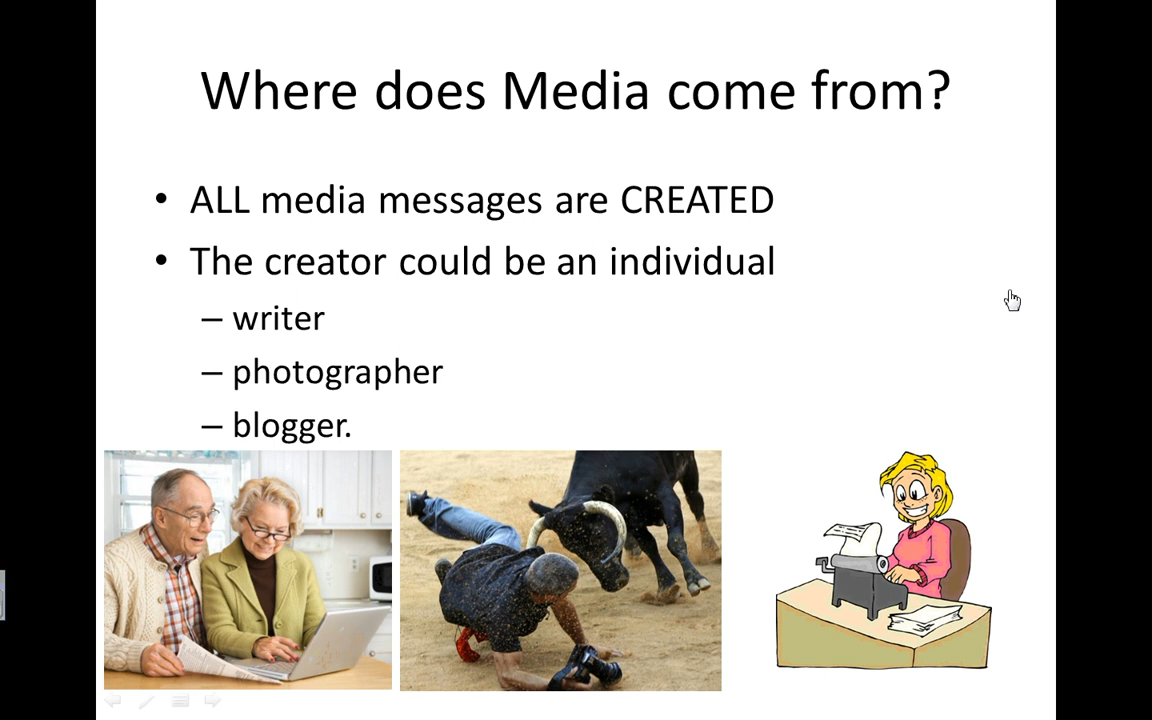 Where does Media come from?
• ALL media messages are CREATED
• The creator could be an individual
– writer
– photographer
– blogger.